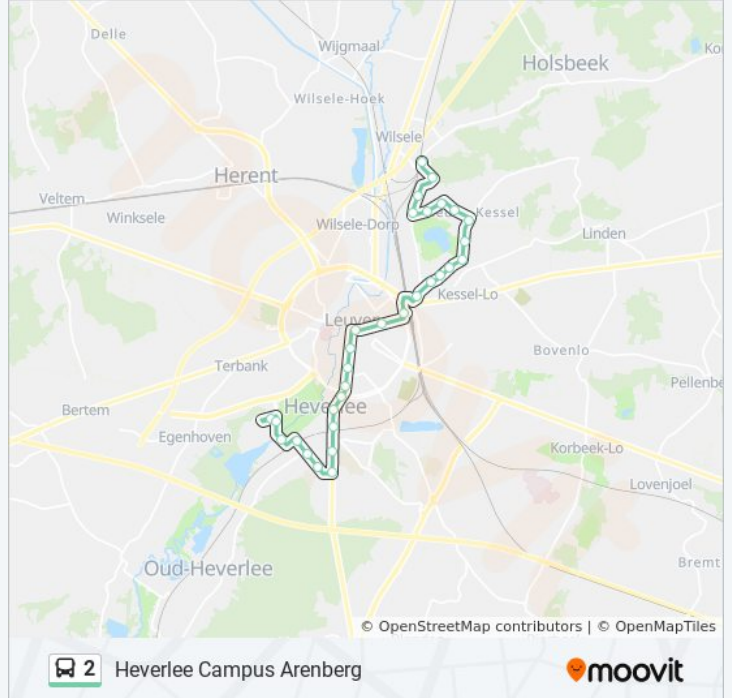 Delle
Wijgmaal
Holsbeek
Wilsele-Hoek
Wilsele
Herent
Veltem
Kessel
Winksele
Wilsele-Dorp
Linden
Kessel-Lo
Leuven
Bovenlo
Terbank
Pellenbe
Heverlee
Bertem
Egenhoven
Korbeek-Lo
Lovenjoel
Bremt
Oud-Heverlee
© OpenStreetMap contributors | © OpenMapTiles
2 Heverlee Campus Arenberg
moovit